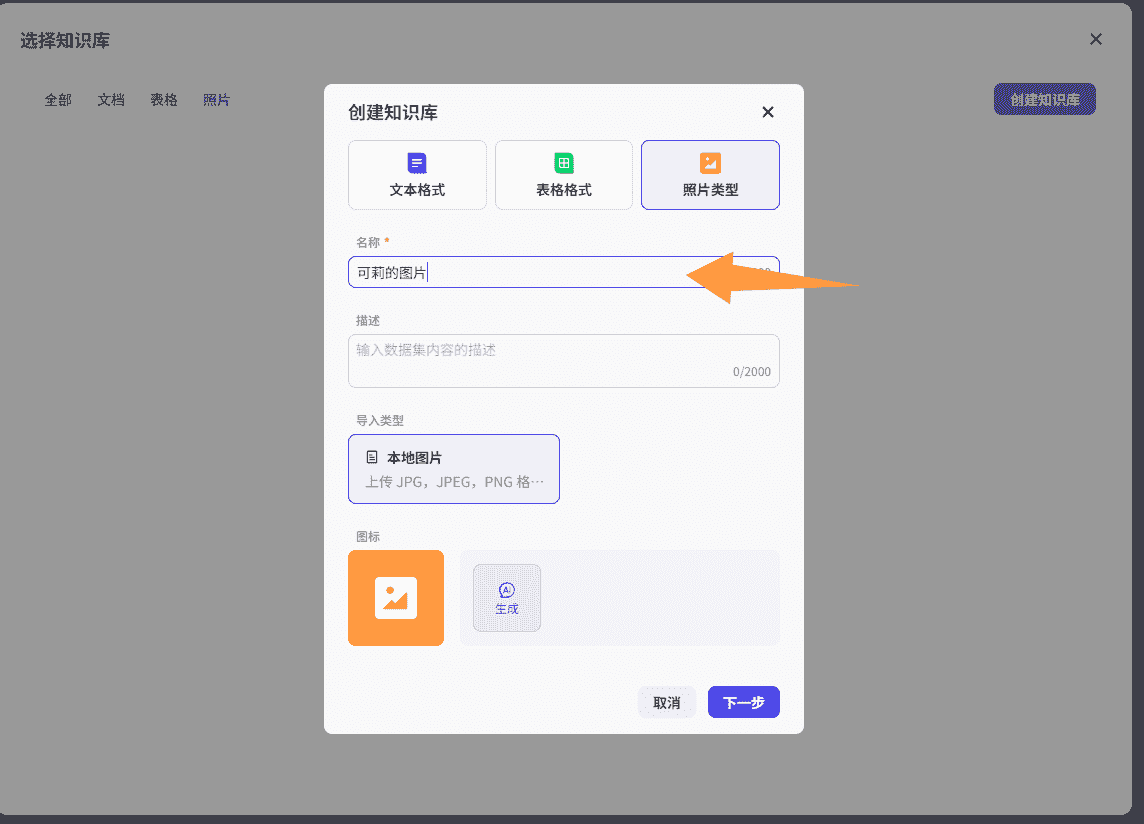 选择知识库
全部 文档 表格 照片
创建知识库
创建知识库
文本格式 表格格式 照片类型
名称 *
可莉的图片
描述
输入数据集内容的描述
0/2000
导入类型
本地图片
上传 JPG，JPEG，PNG 格…
图标
AI
生成
取消 下一步